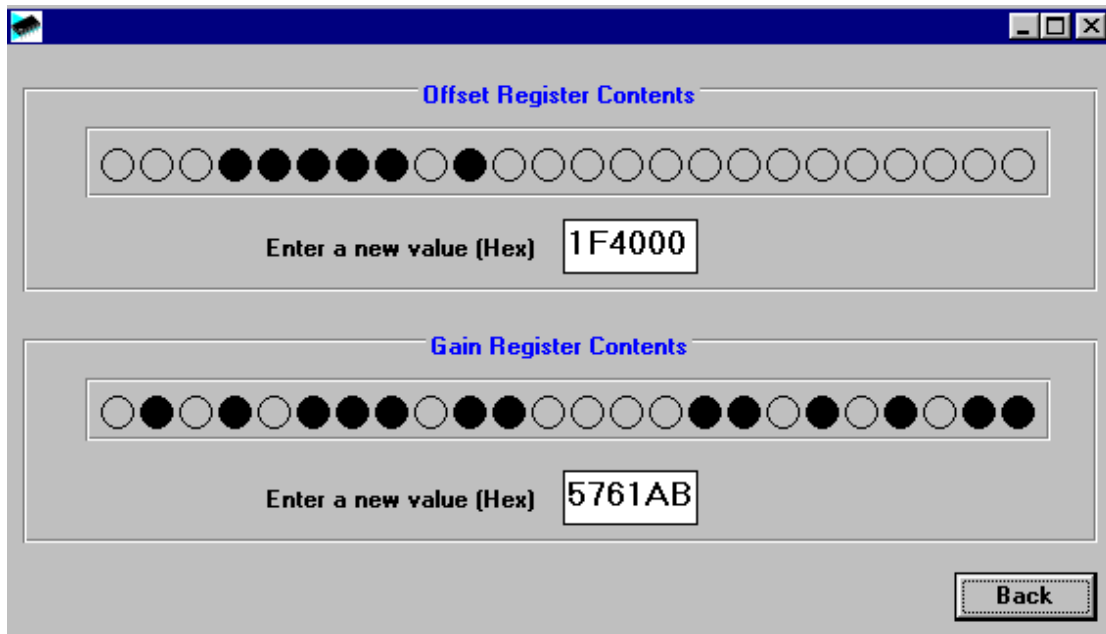 Offset Register Contents
Enter a new value (Hex) 1F4000
Gain Register Contents
Enter a new value (Hex) 5761AB
Back